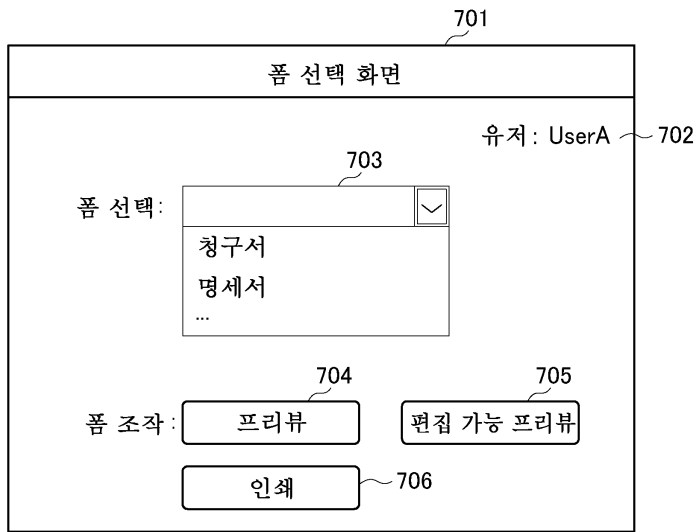 701
폼 선택 화면
유저: UserA 702
703
폼 선택:
청구서
명세서
...
704 705
폼 조작: 프리뷰 편집 가능 프리뷰
인쇄 706